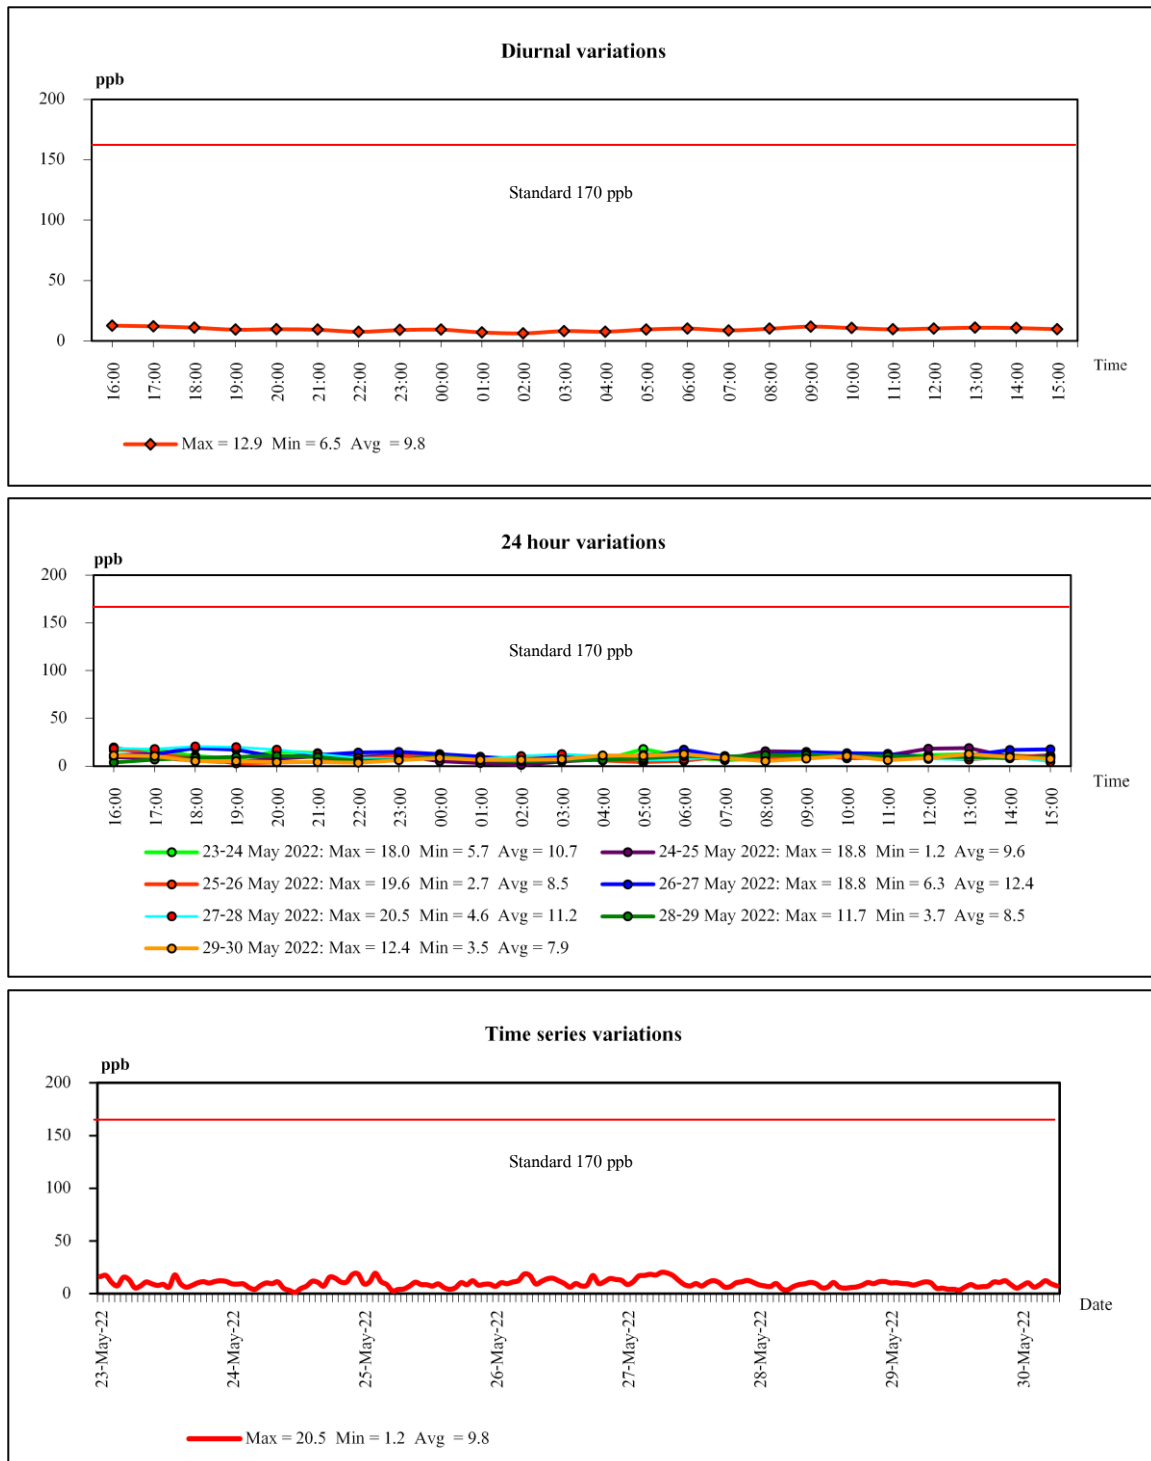 Diurnal variations
ppb
200
150
Standard 170 ppb
100
50
0
Time
16:00 17:00 18:00 19:00 20:00 21:00 22:00 23:00 00:00 01:00 02:00 03:00 04:00 05:00 06:00 07:00 08:00 09:00 10:00 11:00 12:00 13:00 14:00 15:00
Max = 12.9 Min = 6.5 Avg = 9.8
24 hour variations
ppb
200
150
Standard 170 ppb
100
50
0
Time
16:00 17:00 18:00 19:00 20:00 21:00 22:00 23:00 00:00 01:00 02:00 03:00 04:00 05:00 06:00 07:00 08:00 09:00 10:00 11:00 12:00 13:00 14:00 15:00
23-24 May 2022: Max = 18.0 Min = 5.7 Avg = 10.7
24-25 May 2022: Max = 18.8 Min = 1.2 Avg = 9.6
25-26 May 2022: Max = 19.6 Min = 2.7 Avg = 8.5
26-27 May 2022: Max = 18.8 Min = 6.3 Avg = 12.4
27-28 May 2022: Max = 20.5 Min = 4.6 Avg = 11.2
28-29 May 2022: Max = 11.7 Min = 3.7 Avg = 8.5
29-30 May 2022: Max = 12.4 Min = 3.5 Avg = 7.9
Time series variations
ppb
200
150
Standard 170 ppb
100
50
0
Date
23-May-22 24-May-22 25-May-22 26-May-22 27-May-22 28-May-22 29-May-22 30-May-22
Max = 20.5 Min = 1.2 Avg = 9.8